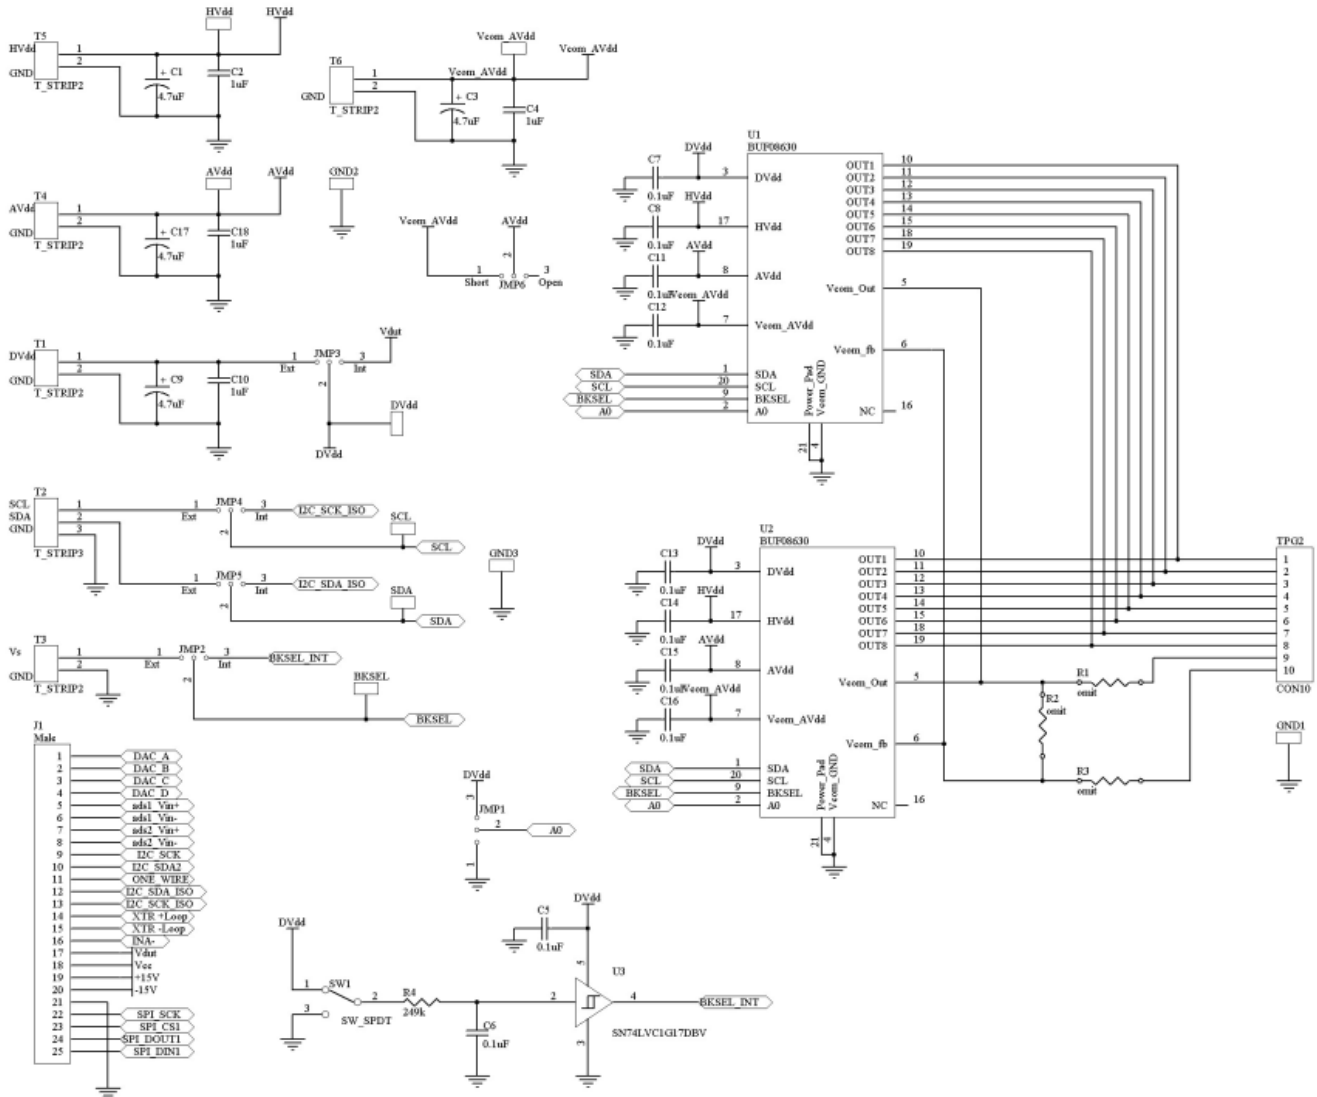 HVdd HVdd
T5
HVdd 1
2
GND
T_STRIP2
+ C1
4.7uF
C2
1uF
Vcom_AVdd
Vcom_AVdd
T6
1
Vcom_AVdd
2
GND
T_STRIP2
+ C3
4.7uF
C4
1uF
AVdd AVdd
T4
AVdd 1
2
GND
T_STRIP2
+ C17
4.7uF
C18
1uF
GND2
Vcom_AVdd AVdd
2
1 3
Short JMP6 Open
T1
DVdd 1
2
GND
T_STRIP2
+ C9
4.7uF
C10
1uF
1 JMP3 3
Ext Int
2
Vdut
DVdd
DVdd
T2
SCL 1
SDA 2
GND 3
T_STRIP3
1 JMP4 3
Ext Int
2
I2C_SCK_ISO
SCL
SCL
1 JMP5 3
Ext Int
2
I2C_SDA_ISO
SDA
SDA
GND3
T3
Vs 1
2
GND
T_STRIP2
1 JMP2 3
Ext Int
2
BKSEL_INT
BKSEL
BKSEL
J1
Male
1 DAC_A
2 DAC_B
3 DAC_C
4 DAC_D
5 ads1_Vin+
6 ads1_Vin-
7 ads2_Vin+
8 ads2_Vin-
9 I2C_SCK
10 I2C_SDA2
11 ONE_WIRE
12 I2C_SDA_ISO
13 I2C_SCK_ISO
14 XTR +Loop
15 XTR -Loop
16 INA-
17 Vdut
18 Vcc
19 +15V
20 -15V
21
22 SPI_SCK
23 SPI_CS1
24 SPI_DOUT1
25 SPI_DIN1
DVdd
3
JMP1
2 A0
1
DVdd
1 SW1
2
3
SW_SPDT
R4
249k
C6
0.1uF
C5
0.1uF
DVdd
5
2
U3
4
3
SN74LVC1G17DBV
BKSEL_INT
U1
BUF08630
C7
0.1uF
DVdd
3 DVdd
C8
0.1uF
HVdd
17 HVdd
C11
0.1uF
AVdd
8 AVdd
C12
0.1uF
Vcom_AVdd
7 Vcom_AVdd
SDA 1 SDA
SCL 20 SCL
BKSEL 9 BKSEL
A0 2 A0
Power_Pad
Vcom_GND
21
4
OUT1 10
OUT2 11
OUT3 12
OUT4 13
OUT5 14
OUT6 15
OUT7 18
OUT8 19
Vcom_Out 5
Vcom_fb 6
NC 16
U2
BUF08630
C13
0.1uF
DVdd
3 DVdd
C14
0.1uF
HVdd
17 HVdd
C15
0.1uF
AVdd
8 AVdd
C16
0.1uF
Vcom_AVdd
7 Vcom_AVdd
SDA 1 SDA
SCL 20 SCL
BKSEL 9 BKSEL
A0 2 A0
Power_Pad
Vcom_GND
21
4
OUT1 10
OUT2 11
OUT3 12
OUT4 13
OUT5 14
OUT6 15
OUT7 18
OUT8 19
Vcom_Out 5
Vcom_fb 6
NC 16
R1
omit
R2
omit
R3
omit
TPG2
1
2
3
4
5
6
7
8
9
10
CON10
GND1